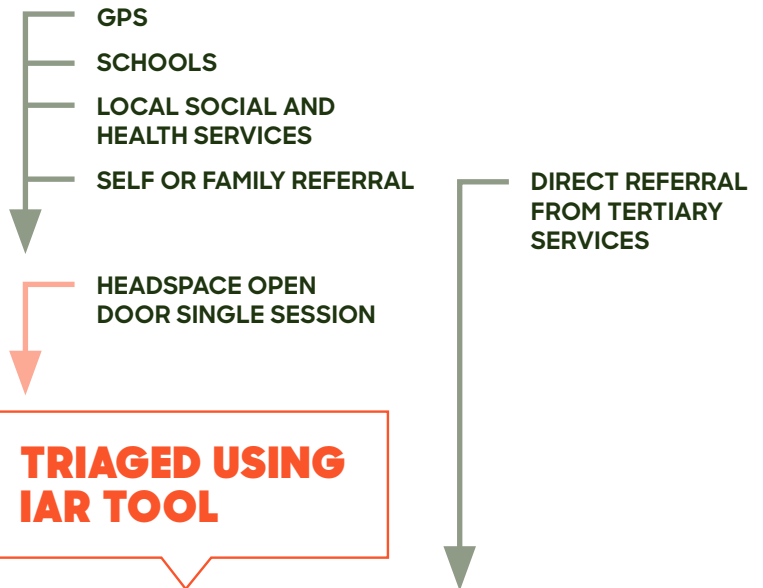 GPS
SCHOOLS
LOCAL SOCIAL AND
HEALTH SERVICES
SELF OR FAMILY REFERRAL
DIRECT REFERRAL
FROM TERTIARY
SERVICES
HEADSPACE OPEN
DOOR SINGLE SESSION
TRIAGED USING
IAR TOOL